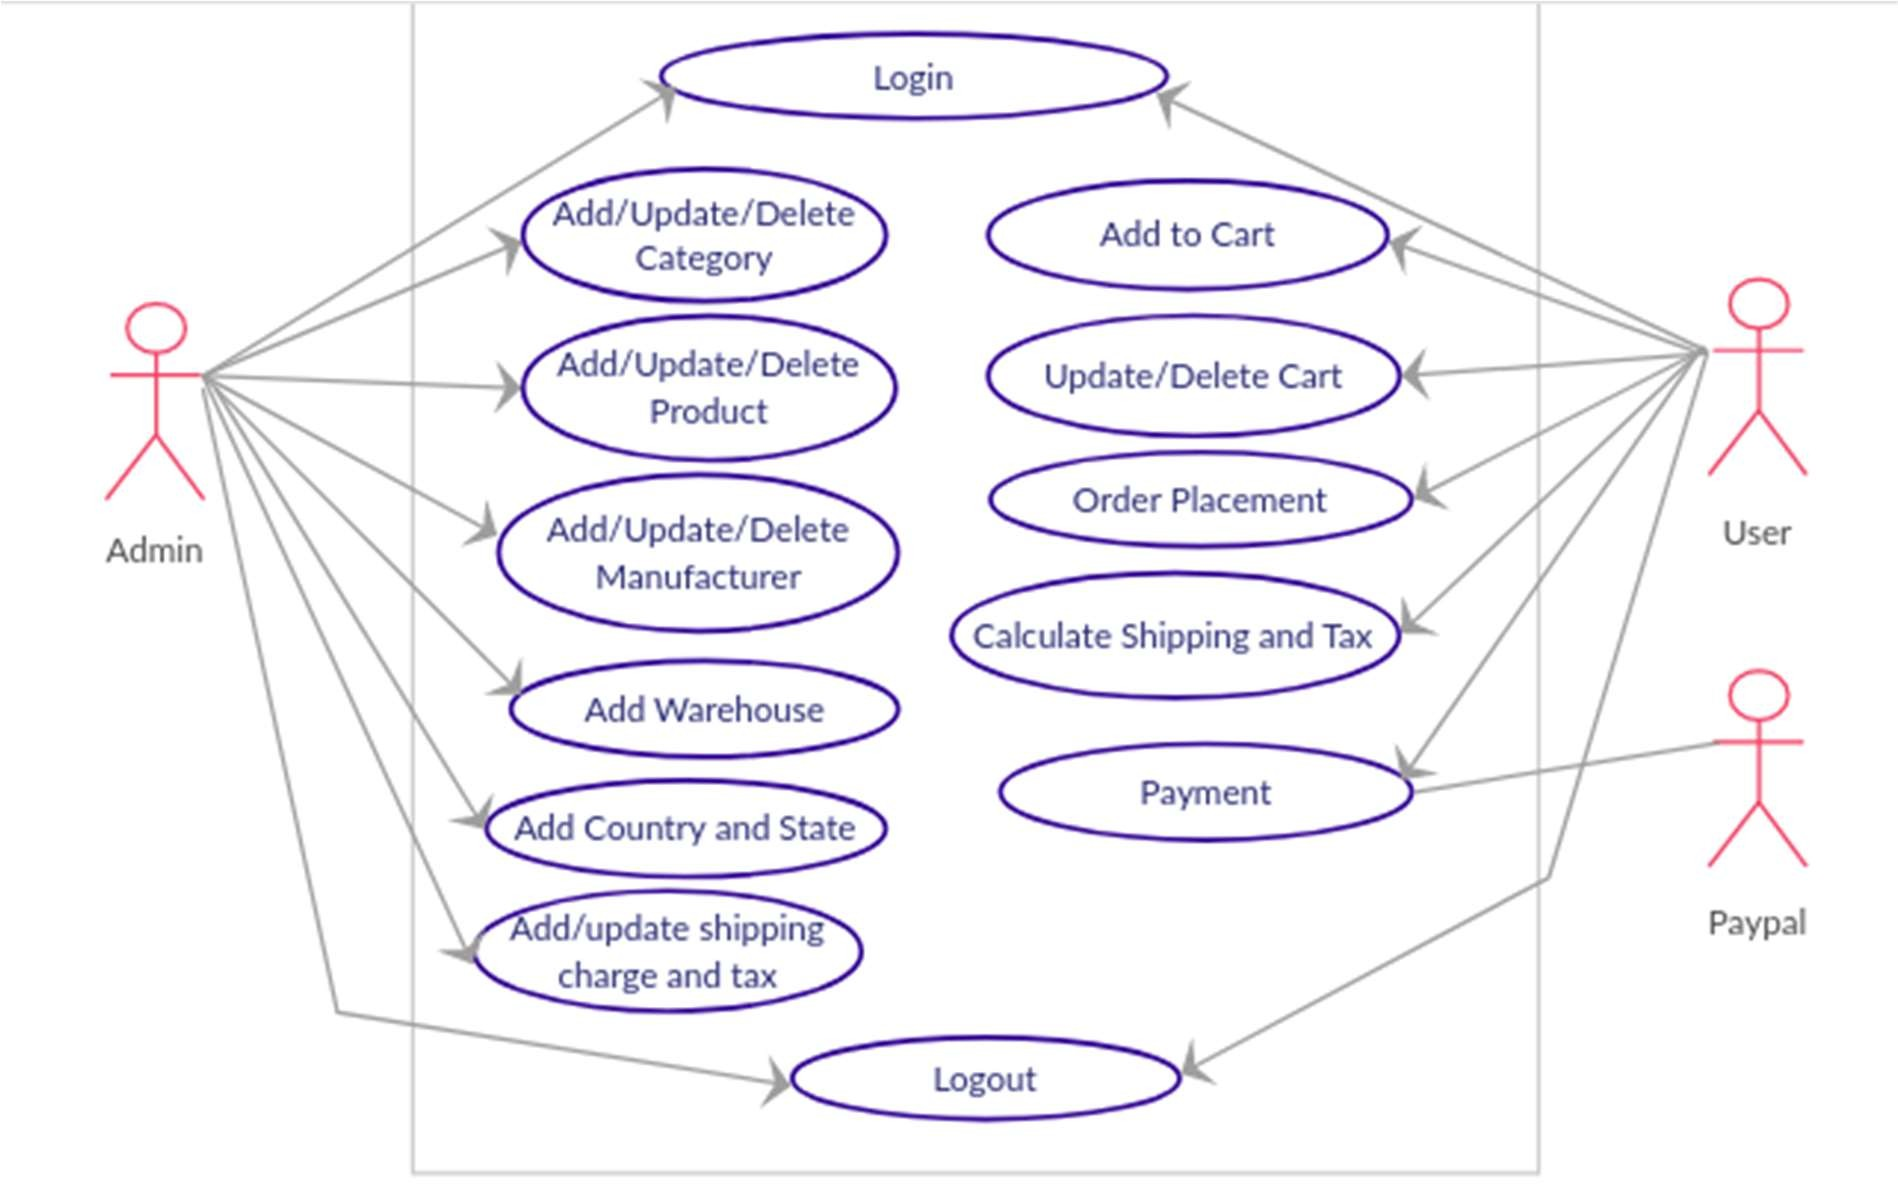 Login
Add/Update/Delete
Category
Add to Cart
Add/Update/Delete
Product
Update/Delete Cart
Order Placement
Add/Update/Delete
Manufacturer
Admin
User
Calculate Shipping and Tax
Add Warehouse
Payment
Add Country and State
Paypal
Add/update shipping
charge and tax
Logout